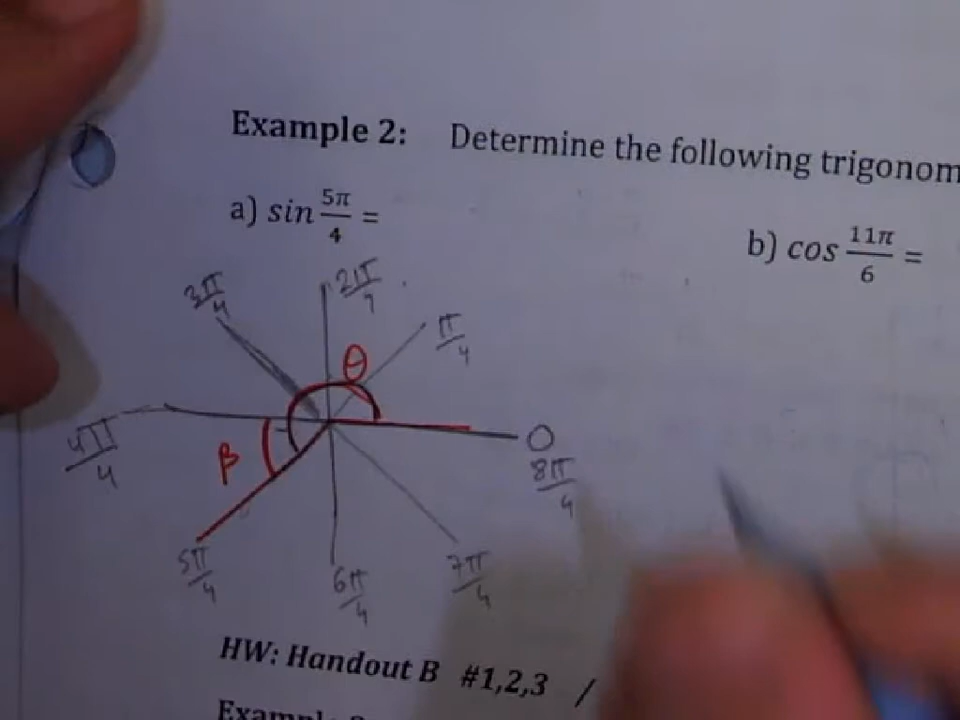 Example 2: Determine the following trigonom
a) sin 5π/4 =
b) cos 11π/6 =
3π/4
2π/
π/4
θ
4π/4
β
0
8π/4
5π/4
6π/4
7π/4
HW: Handout B #1,2,3 /